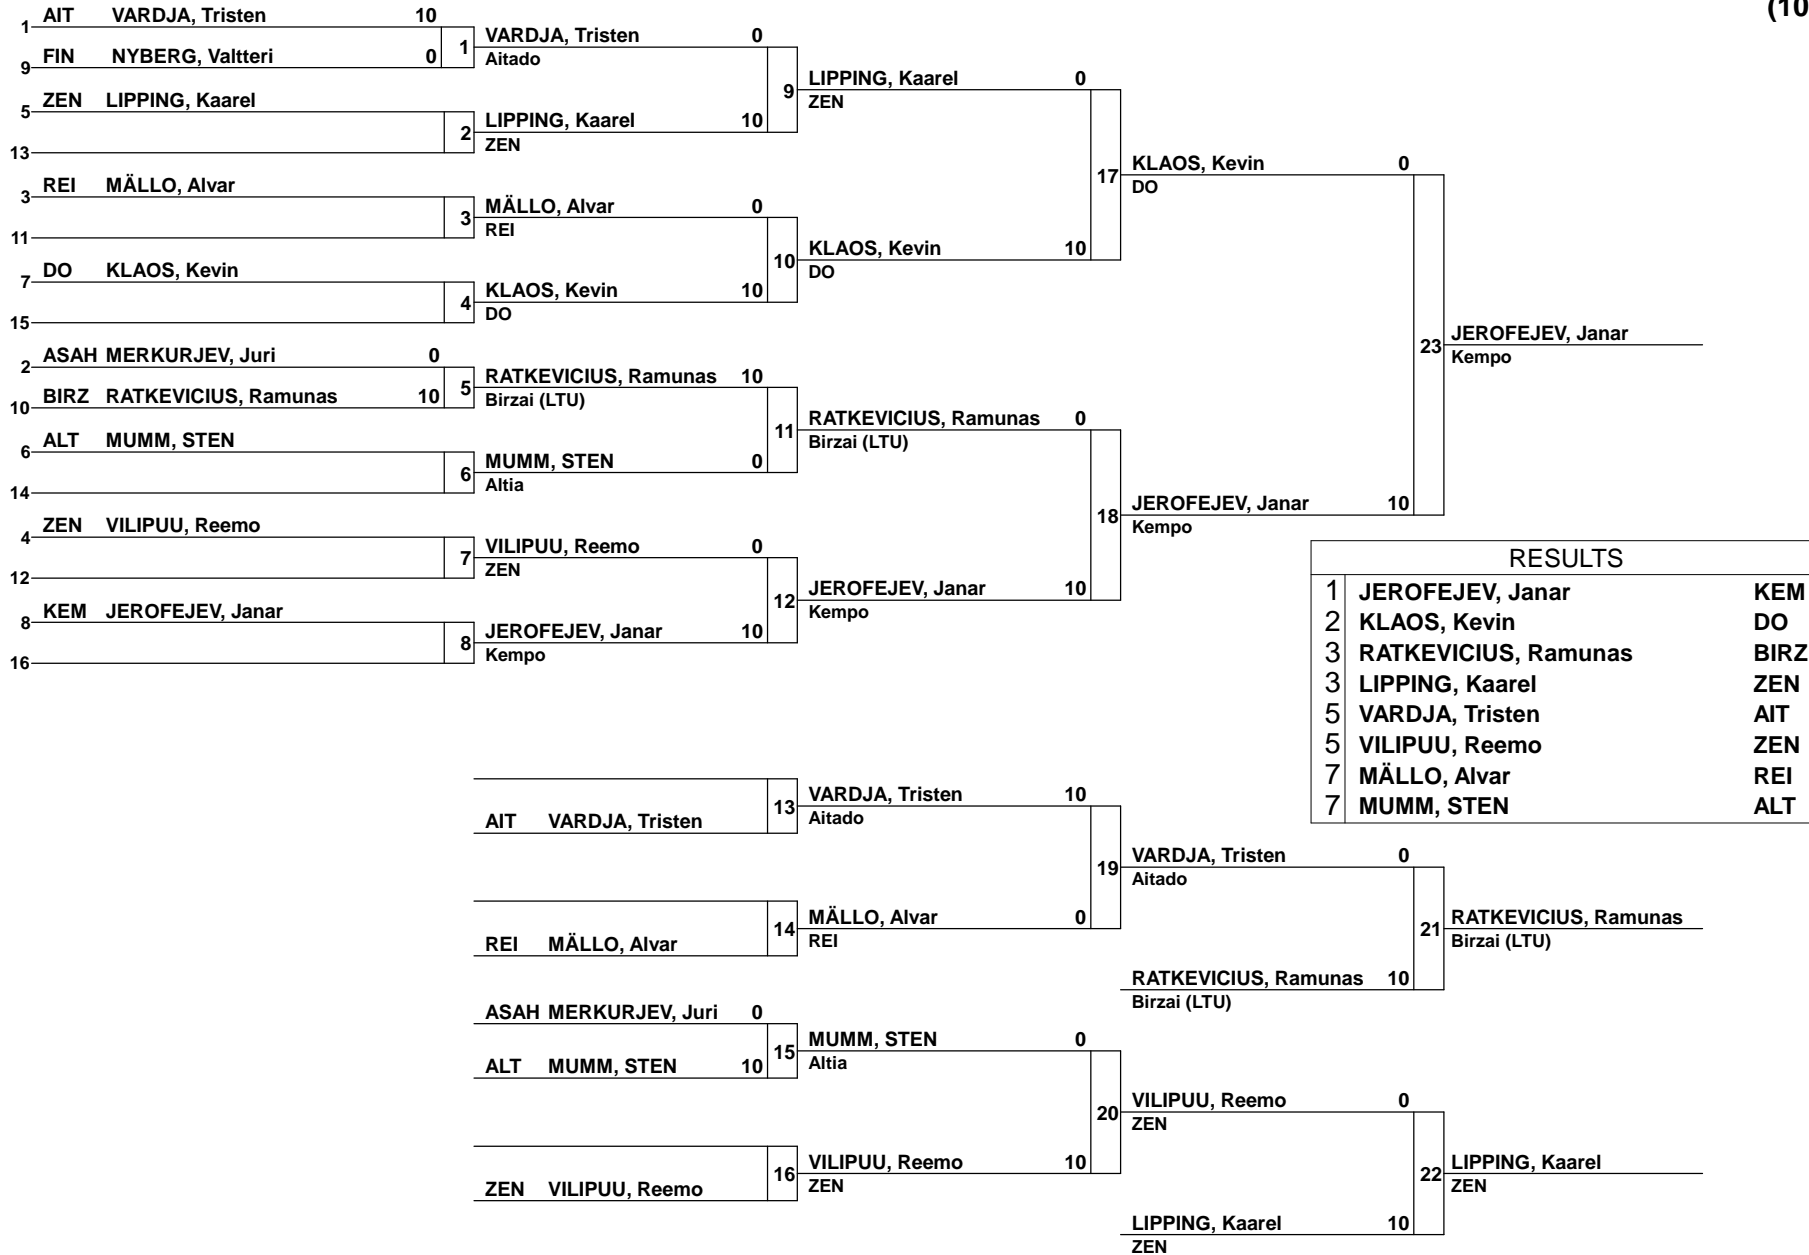 (10
1 AIT VARDJA, Tristen 10
9 FIN NYBERG, Valtteri 0
1
VARDJA, Tristen 0
Aitado
5 ZEN LIPPING, Kaarel
13
2
LIPPING, Kaarel 10
ZEN
9
LIPPING, Kaarel 0
ZEN
3 REI MÄLLO, Alvar
11
3
MÄLLO, Alvar 0
REI
7 DO KLAOS, Kevin
15
4
KLAOS, Kevin 10
DO
10
KLAOS, Kevin 10
DO
17
KLAOS, Kevin 0
DO
2 ASAH MERKURJEV, Juri 0
10 BIRZ RATKEVICIUS, Ramunas 10
5
RATKEVICIUS, Ramunas 10
Birzai (LTU)
6 ALT MUMM, STEN
14
6
MUMM, STEN 0
Altia
11
RATKEVICIUS, Ramunas 0
Birzai (LTU)
4 ZEN VILIPUU, Reemo
12
7
VILIPUU, Reemo 0
ZEN
8 KEM JEROFEJEV, Janar
16
8
JEROFEJEV, Janar 10
Kempo
12
JEROFEJEV, Janar 10
Kempo
18
JEROFEJEV, Janar 10
Kempo
23
JEROFEJEV, Janar
Kempo
RESULTS
1 JEROFEJEV, Janar KEM
2 KLAOS, Kevin DO
3 RATKEVICIUS, Ramunas BIRZ
3 LIPPING, Kaarel ZEN
5 VARDJA, Tristen AIT
5 VILIPUU, Reemo ZEN
7 MÄLLO, Alvar REI
7 MUMM, STEN ALT
AIT VARDJA, Tristen
13
VARDJA, Tristen 10
Aitado
REI MÄLLO, Alvar
14
MÄLLO, Alvar 0
REI
19
VARDJA, Tristen 0
Aitado
RATKEVICIUS, Ramunas 10
Birzai (LTU)
21
RATKEVICIUS, Ramunas
Birzai (LTU)
ASAH MERKURJEV, Juri 0
ALT MUMM, STEN 10
15
MUMM, STEN 0
Altia
ZEN VILIPUU, Reemo
16
VILIPUU, Reemo 10
ZEN
20
VILIPUU, Reemo 0
ZEN
LIPPING, Kaarel 10
ZEN
22
LIPPING, Kaarel
ZEN